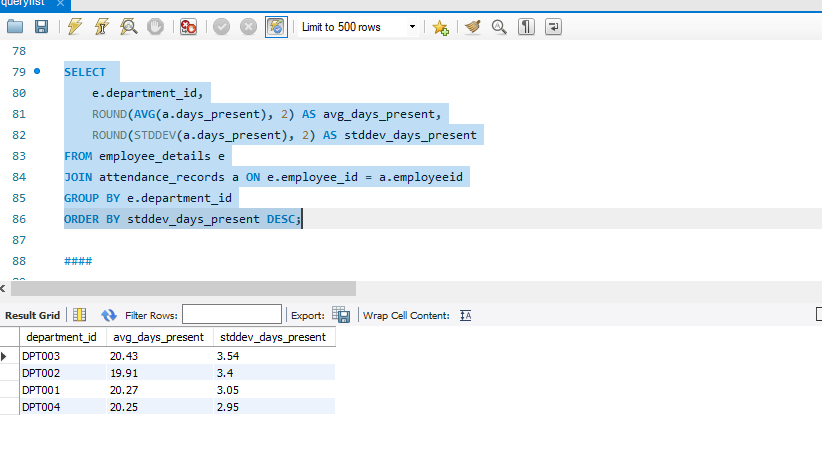 querylist ×
Limit to 500 rows
78
79 SELECT
80 e.department_id,
81 ROUND(AVG(a.days_present), 2) AS avg_days_present,
82 ROUND(STDDEV(a.days_present), 2) AS stddev_days_present
83 FROM employee_details e
84 JOIN attendance_records a ON e.employee_id = a.employeeid
85 GROUP BY e.department_id
86 ORDER BY stddev_days_present DESC;
87
88 ####
Result Grid Filter Rows: Export: Wrap Cell Content: IA
department_id avg_days_present stddev_days_present
DPT003 20.43 3.54
DPT002 19.91 3.4
DPT001 20.27 3.05
DPT004 20.25 2.95